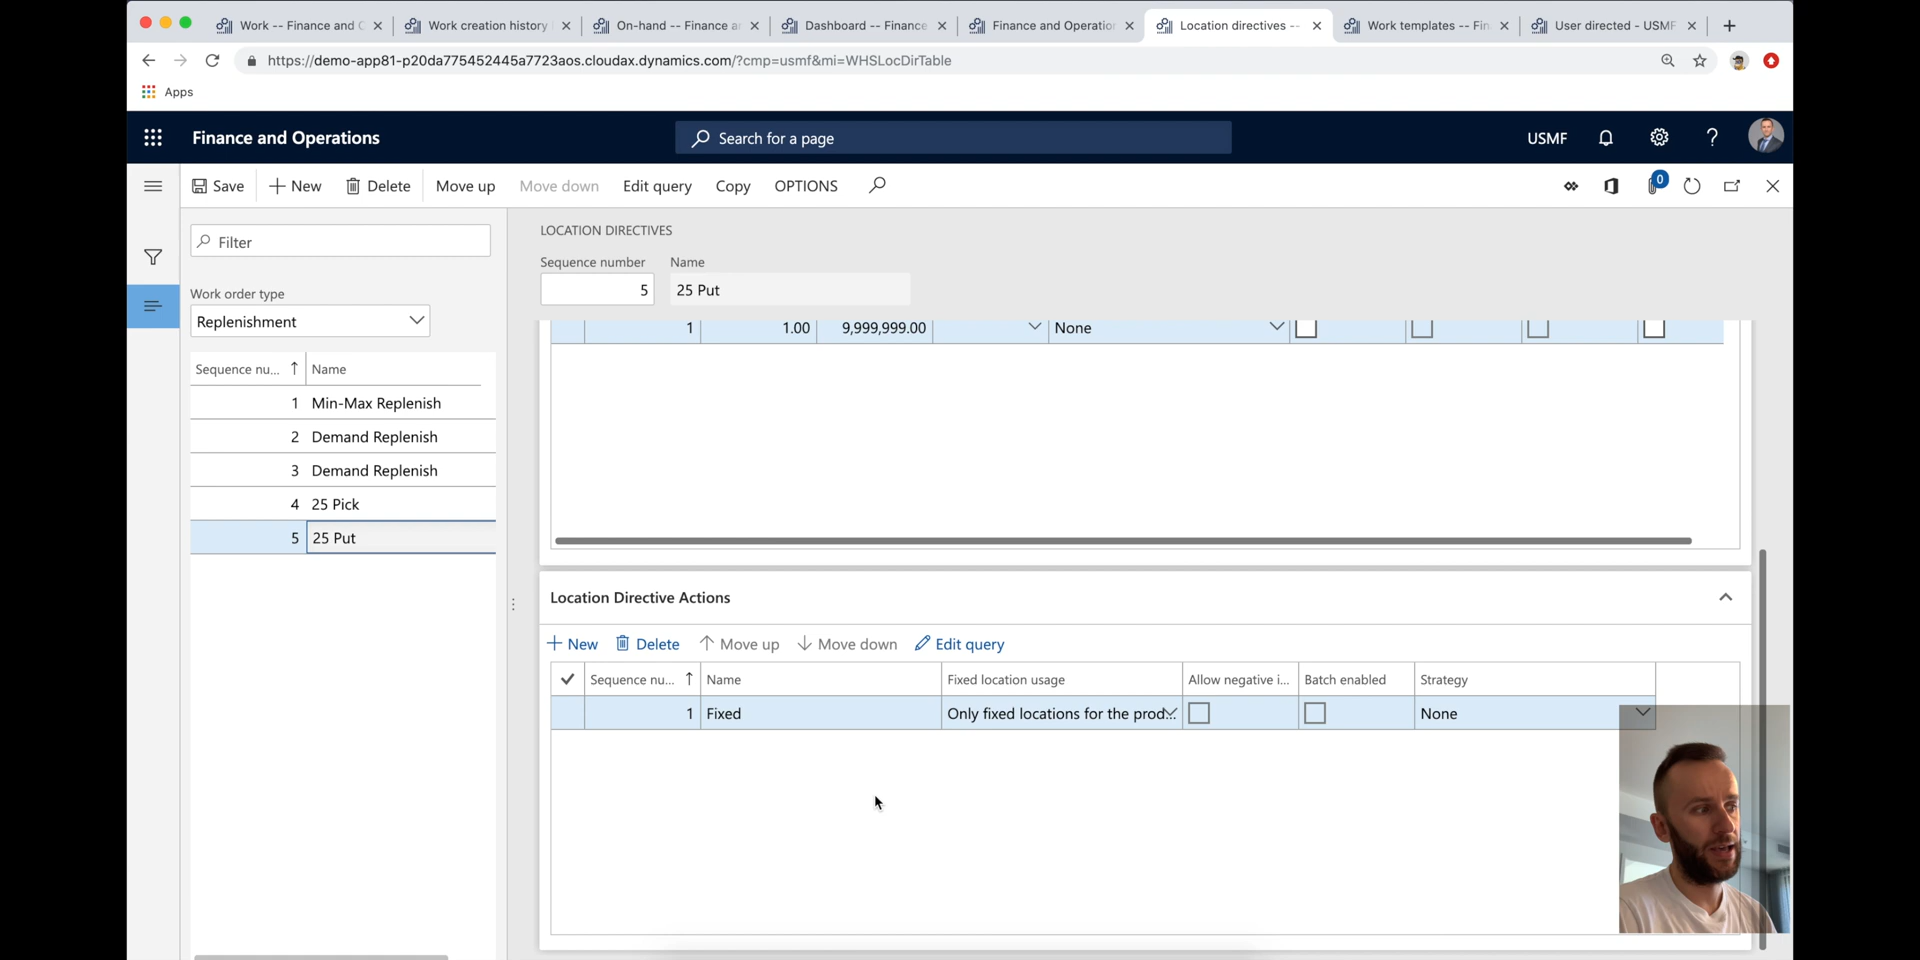 Work -- Finance and O
Work creation history
On-hand -- Finance a
Dashboard -- Finance
Finance and Operation
Location directives --
Work templates -- Fin
User directed - USMF
https://demo-app81-p20da775452445a7723aos.cloudax.dynamics.com/?cmp=usmf&mi=WHSLocDirTable
Apps
Finance and Operations
Search for a page
USMF
Save
New
Delete
Move up
Move down
Edit query
Copy
OPTIONS
0
Filter
Work order type
Replenishment
Sequence nu... Name
1 Min-Max Replenish
2 Demand Replenish
3 Demand Replenish
4 25 Pick
5 25 Put
LOCATION DIRECTIVES
Sequence number Name
5 25 Put
1 1.00 9,999,999.00 None
Location Directive Actions
New Delete Move up Move down Edit query
Sequence nu... Name Fixed location usage Allow negative i... Batch enabled Strategy
1 Fixed Only fixed locations for the prod... None